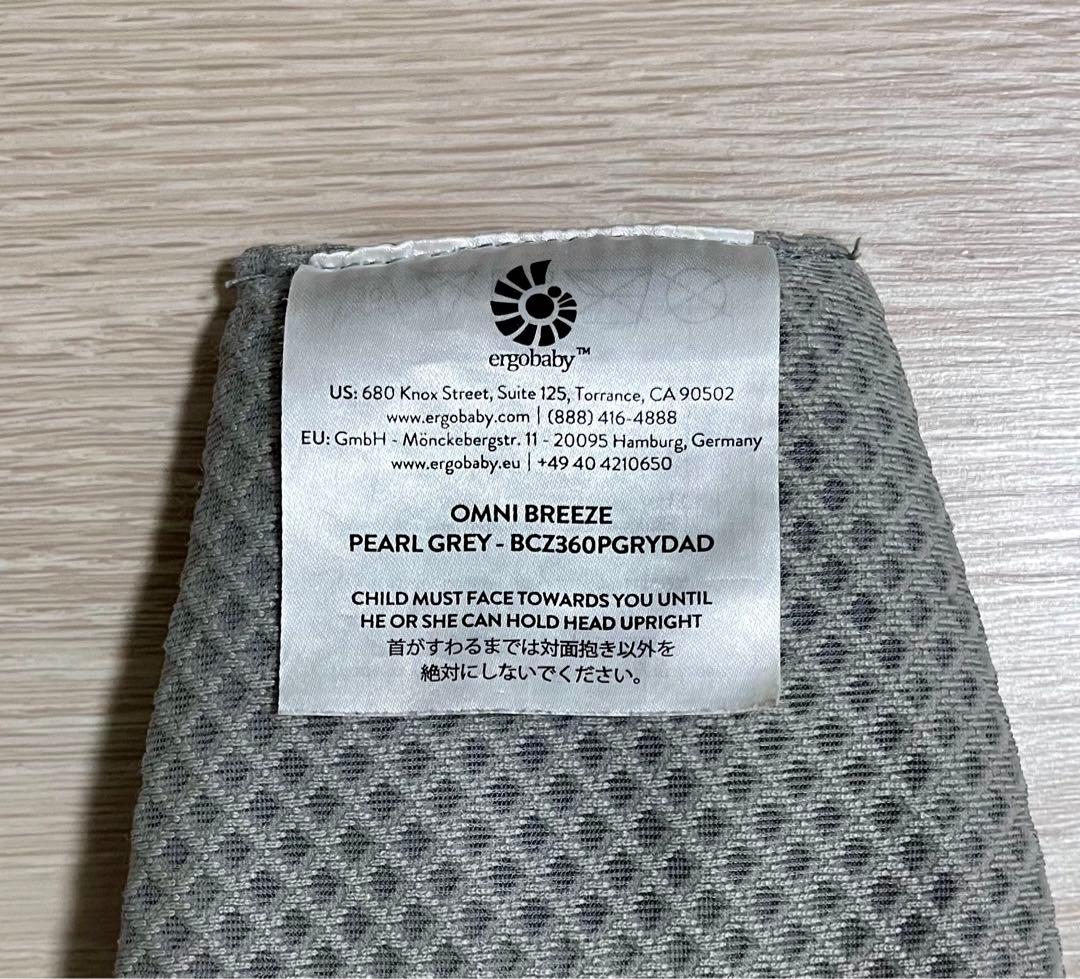 ergobaby™
US: 680 Knox Street, Suite 125, Torrance, CA 90502
www.ergobaby.com | (888) 416-4888
EU: GmbH - Mönckebergstr. 11 - 20095 Hamburg, Germany
www.ergobaby.eu | +49 40 4210650
OMNI BREEZE
PEARL GREY - BCZ360PGRYDAD
CHILD MUST FACE TOWARDS YOU UNTIL
HE OR SHE CAN HOLD HEAD UPRIGHT
首がすわるまでは対面抱き以外を
絶対にしないでください。